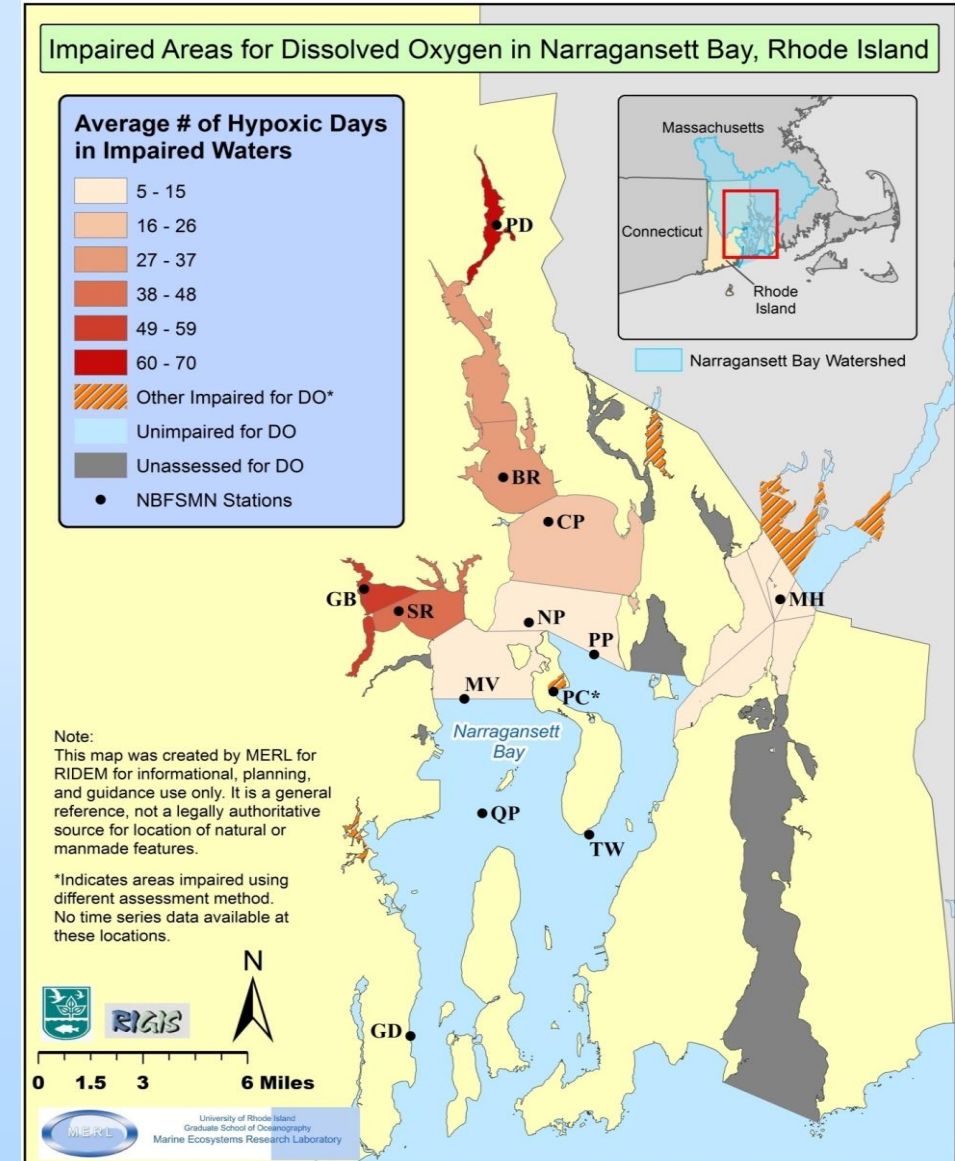 Impaired Areas for Dissolved Oxygen in Narragansett Bay, Rhode Island
Average # of Hypoxic Days
in Impaired Waters
5 - 15
16 - 26
27 - 37
38 - 48
49 - 59
60 - 70
Other Impaired for DO*
Unimpaired for DO
Unassessed for DO
NBFSMN Stations
Massachusetts
Connecticut
Rhode
Island
Narragansett Bay Watershed
PD
BR
CP
GB
SR
NP
MH
PP
MV
PC*
Narragansett
Bay
QP
TW
GD
Note:
This map was created by MERL for
RIDEM for informational, planning,
and guidance use only. It is a general
reference, not a legally authoritative
source for location of natural or
manmade features.
*Indicates areas impaired using
different assessment method.
No time series data available at
these locations.
N
RIGIS
0 1.5 3 6 Miles
MERL
University of Rhode Island
Graduate School of Oceanography
Marine Ecosystems Research Laboratory